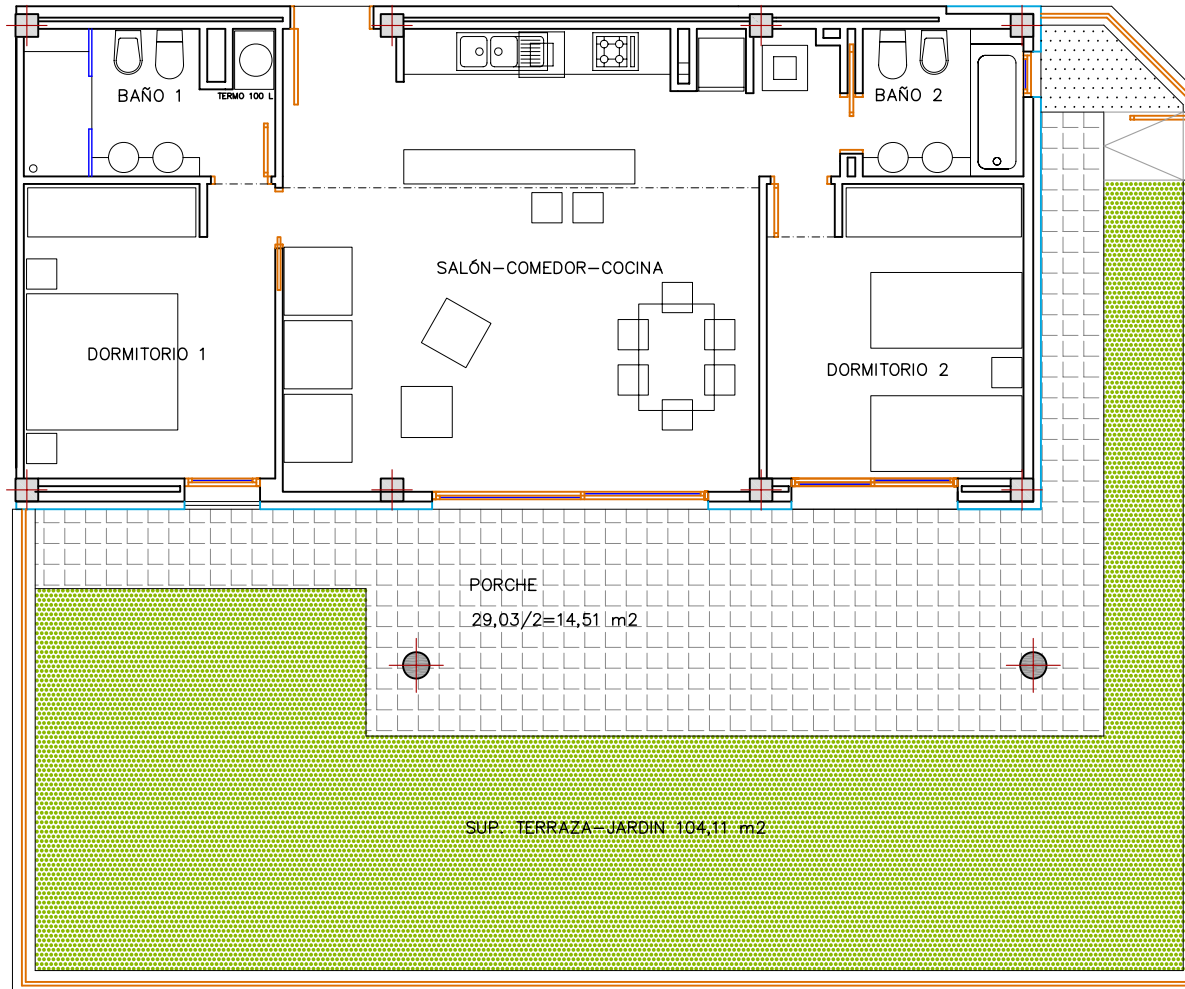 BAÑO 1
TERMO 100 L
BAÑO 2
SALÓN-COMEDOR-COCINA
DORMITORIO 1
DORMITORIO 2
PORCHE
29,03/2=14,51 m2
SUP. TERRAZA-JARDIN 104,11 m2